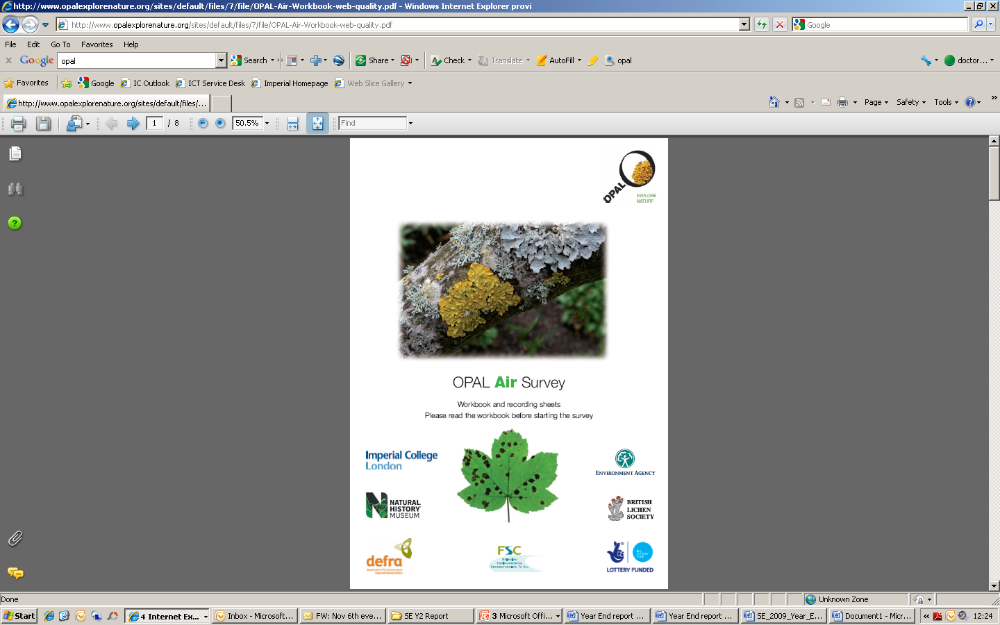 http://www.opalexplorenature.org/sites/default/files/7/file/OPAL-Air-Workbook-web-quality.pdf - Windows Internet Explorer provi
http://www.opalexplorenature.org/sites/default/files/7/file/OPAL-Air-Workbook-web-quality.pdf
Google
File Edit Go To Favorites Help
x Google opal Search Share Check Translate AutoFill opal doctor...
Favorites Google IC Outlook ICT Service Desk Imperial Homepage Web Slice Gallery
http://www.opalexplorenature.org/sites/default/files/... Page Safety Tools
1 / 8 50.5% Find
OPAL
EXPLORE
NATURE
OPAL Air Survey
Workbook and recording sheets
Please read the workbook before starting the survey
Imperial College
London
ENVIRONMENT AGENCY
NATURAL
HISTORY
MUSEUM
BRITISH
LICHEN
SOCIETY
defra
FSC
BRINGING
ENVIRONMENTAL
UNDERSTANDING TO ALL
LOTTERY FUNDED
Done Unknown Zone
Start 4 Internet Ex... Inbox - Microsoft... FW: Nov 6th eve... SE Y2 Report 3 Microsoft Offi... Year End report ... Year End report ... SE_2009_Year_E... Document1 - Micr... « 12:24